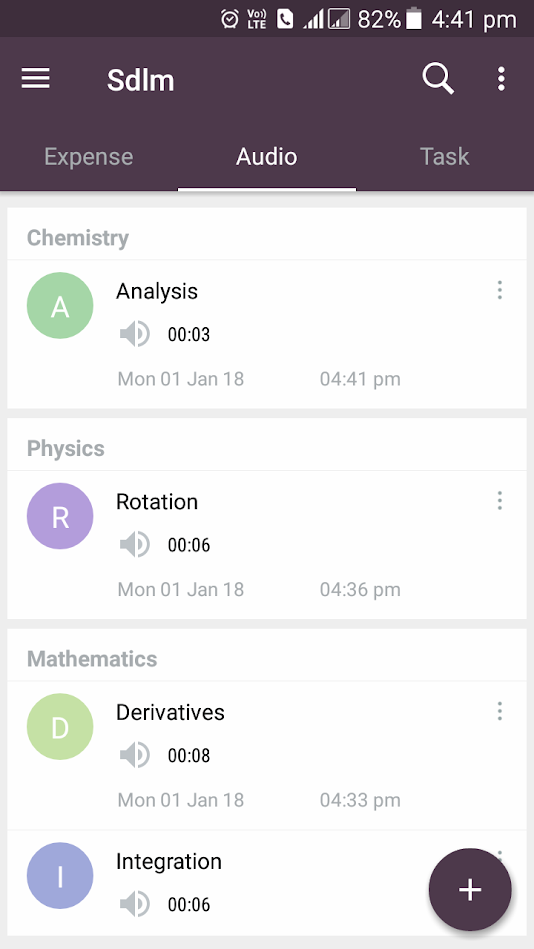 Vo)) LTE 82% 4:41 pm
Sdlm
Expense Audio Task
Chemistry
A Analysis
00:03
Mon 01 Jan 18 04:41 pm
Physics
R Rotation
00:06
Mon 01 Jan 18 04:36 pm
Mathematics
D Derivatives
00:08
Mon 01 Jan 18 04:33 pm
I Integration
00:06
+